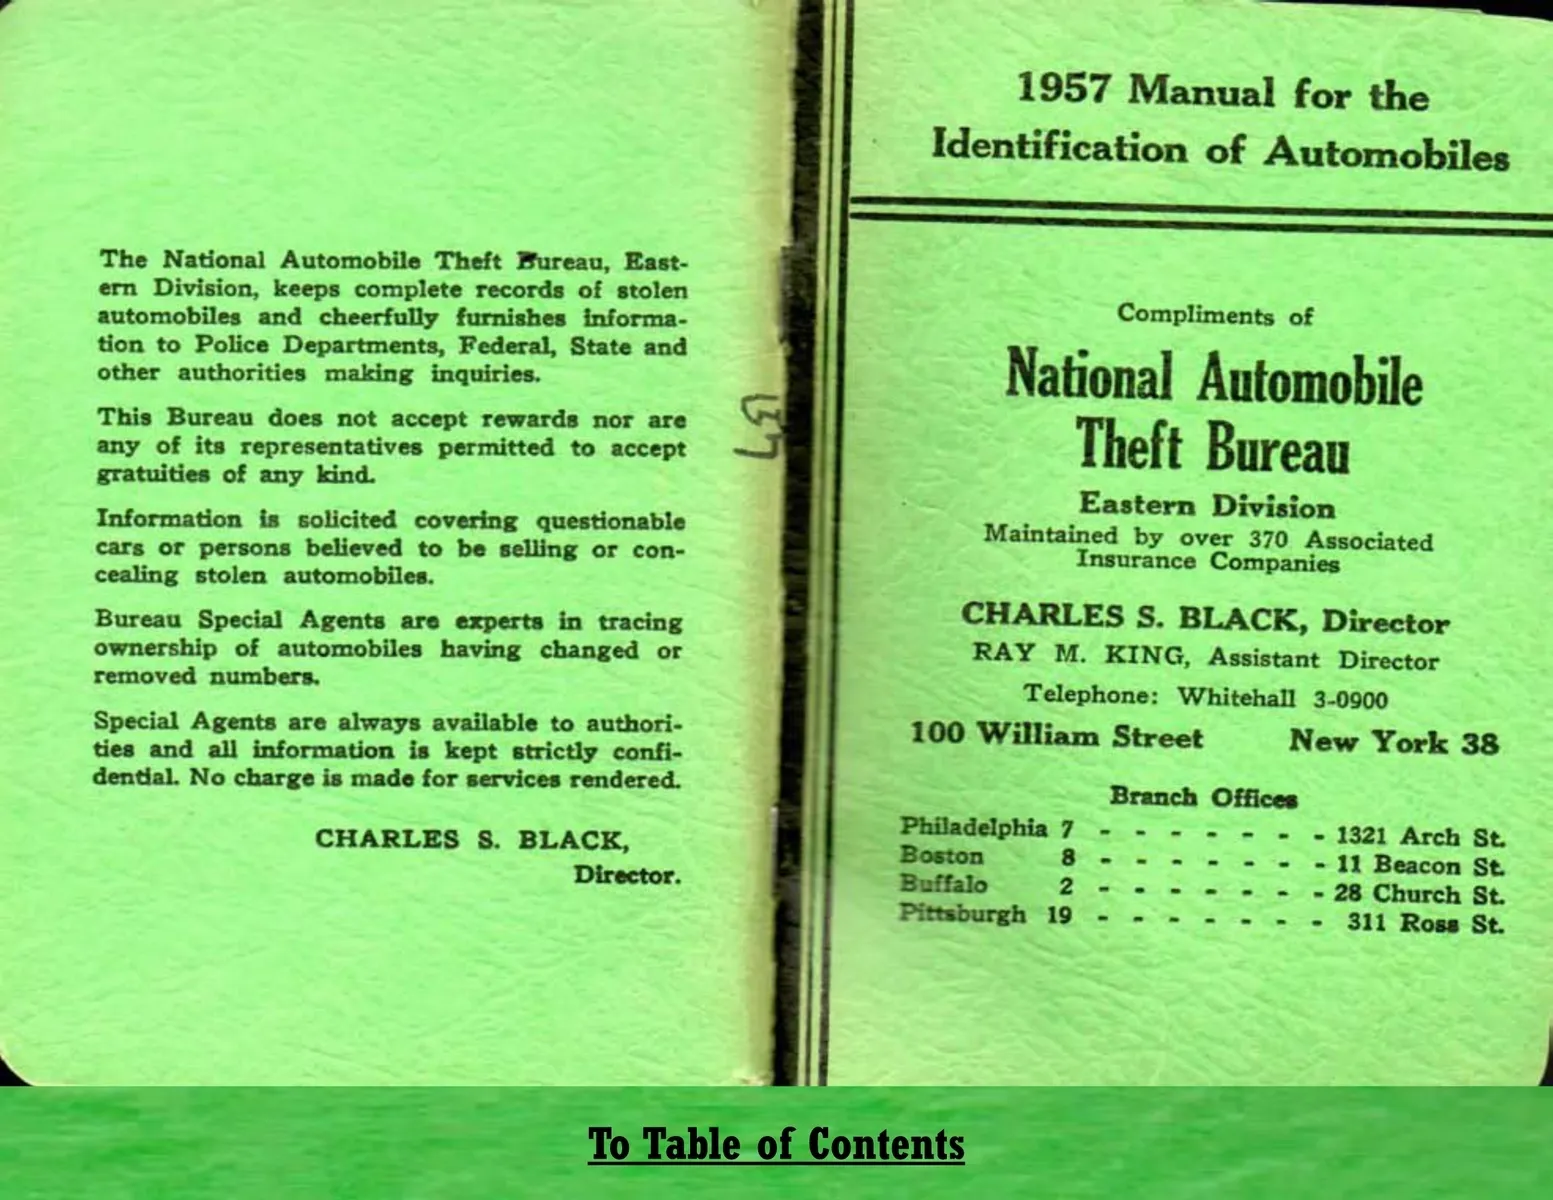 The National Automobile Theft Bureau, East-
ern Division, keeps complete records of stolen
automobiles and cheerfully furnishes informa-
tion to Police Departments, Federal, State and
other authorities making inquiries.
This Bureau does not accept rewards nor are
any of its representatives permitted to accept
gratuities of any kind.
Information is solicited covering questionable
cars or persons believed to be selling or con-
cealing stolen automobiles.
Bureau Special Agents are experts in tracing
ownership of automobiles having changed or
removed numbers.
Special Agents are always available to authori-
ties and all information is kept strictly confi-
dential. No charge is made for services rendered.
CHARLES S. BLACK,
Director.
1957 Manual for the
Identification of Automobiles
Compliments of
National Automobile
Theft Bureau
Eastern Division
Maintained by over 370 Associated
Insurance Companies
CHARLES S. BLACK, Director
RAY M. KING, Assistant Director
Telephone: Whitehall 3-0900
100 William Street New York 38
Branch Offices
Philadelphia 7 - - - - - - - 1321 Arch St.
Boston 8 - - - - - - - 11 Beacon St.
Buffalo 2 - - - - - - - 28 Church St.
Pittsburgh 19 - - - - - - - 311 Ross St.
To Table of Contents